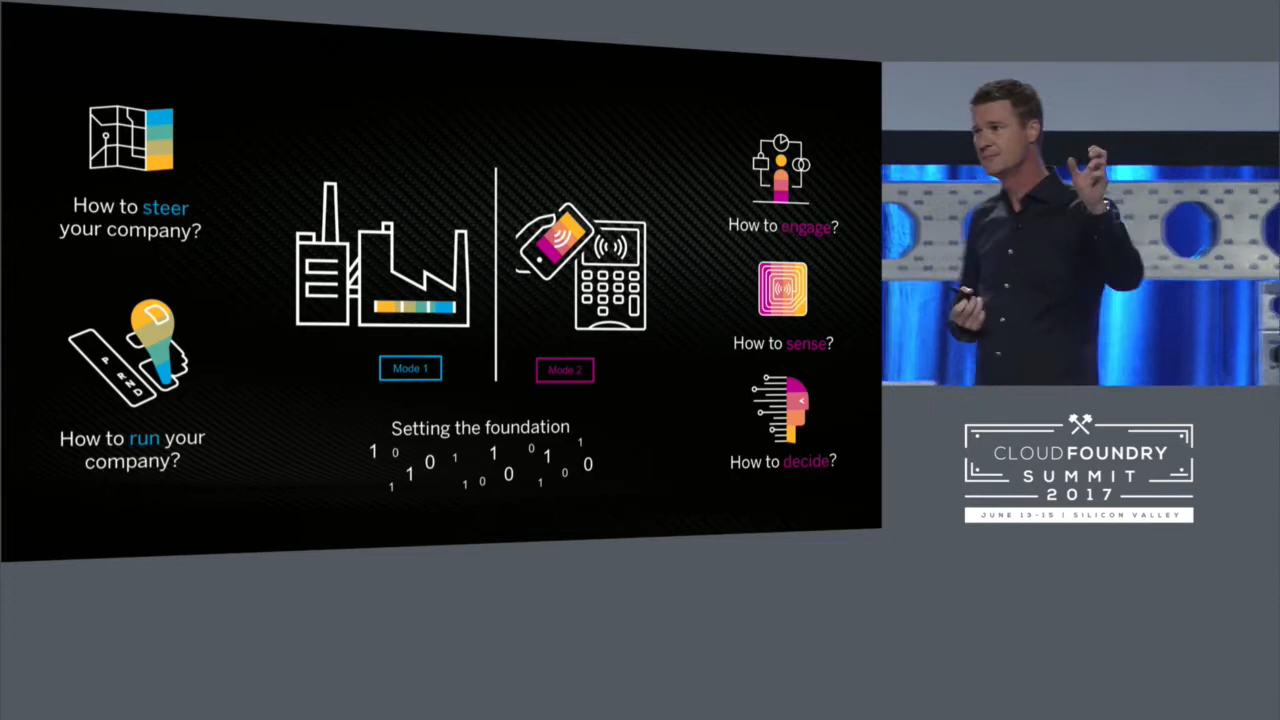 How to steer
your company?
How to run your
company?
Mode 1
Mode 2
Setting the foundation
1 0 1 0 1 1 0 1 0 1 1 0 0 1 0
How to engage?
How to sense?
How to decide?
P R N D
CLOUD FOUNDRY
SUMMIT
2017
JUNE 13-15 | SILICON VALLEY